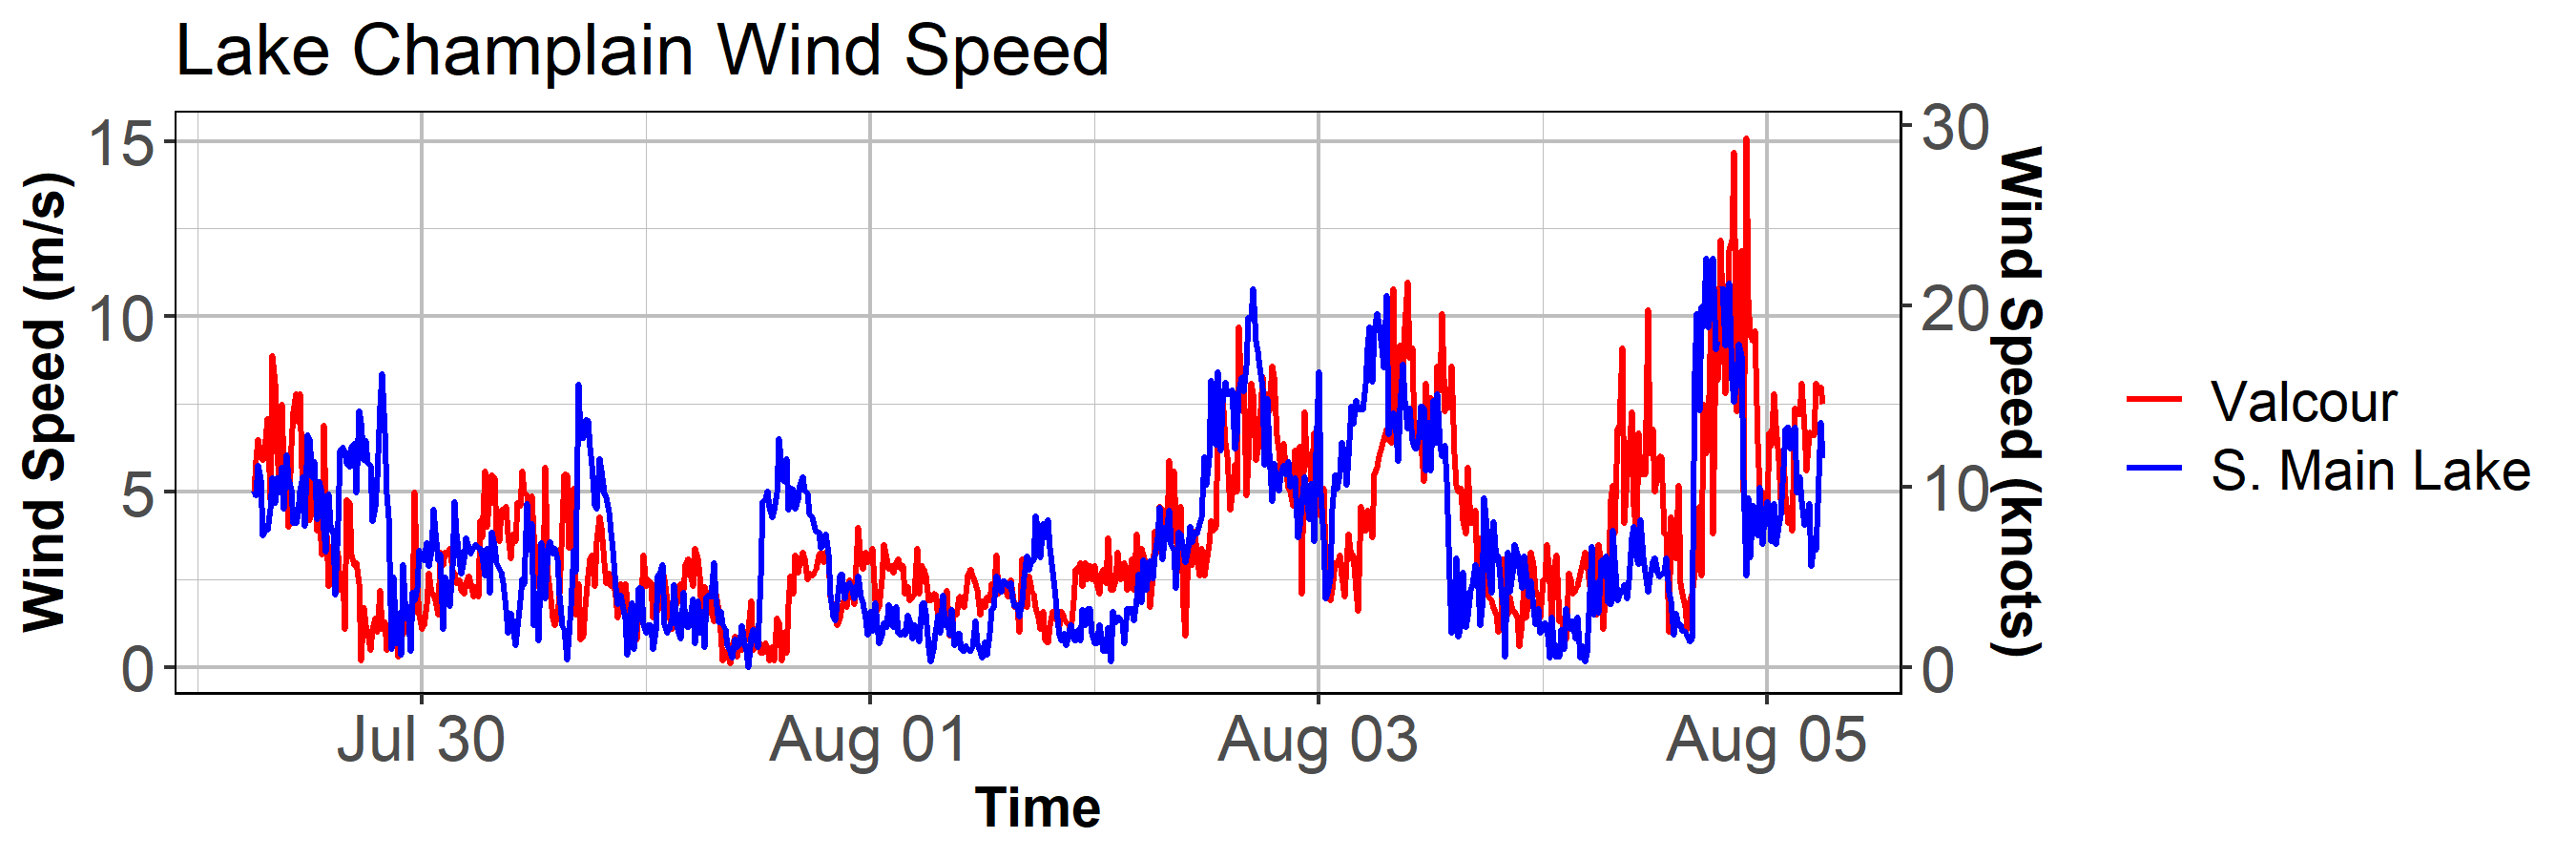 Lake Champlain Wind Speed
Wind Speed (m/s)
15
10
5
0
30
20
10
0
Wind Speed (knots)
Jul 30
Aug 01
Aug 03
Aug 05
Time
Valcour
S. Main Lake